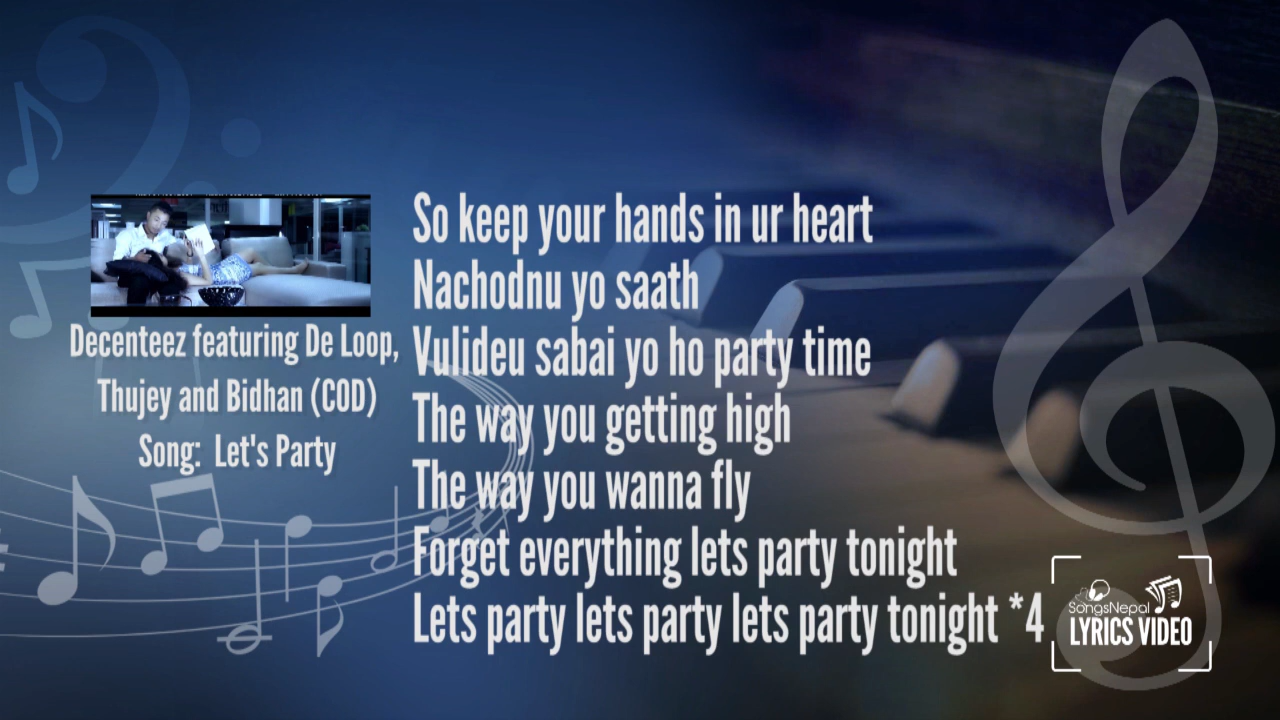 Decenteez featuring De Loop,
Thujey and Bidhan (COD)
Song: Let's Party
So keep your hands in ur heart
Nachodnu yo saath
Vulideu sabai yo ho party time
The way you getting high
The way you wanna fly
Forget everything lets party tonight
Lets party lets party lets party tonight *4
SongsNepal
LYRICS VIDEO